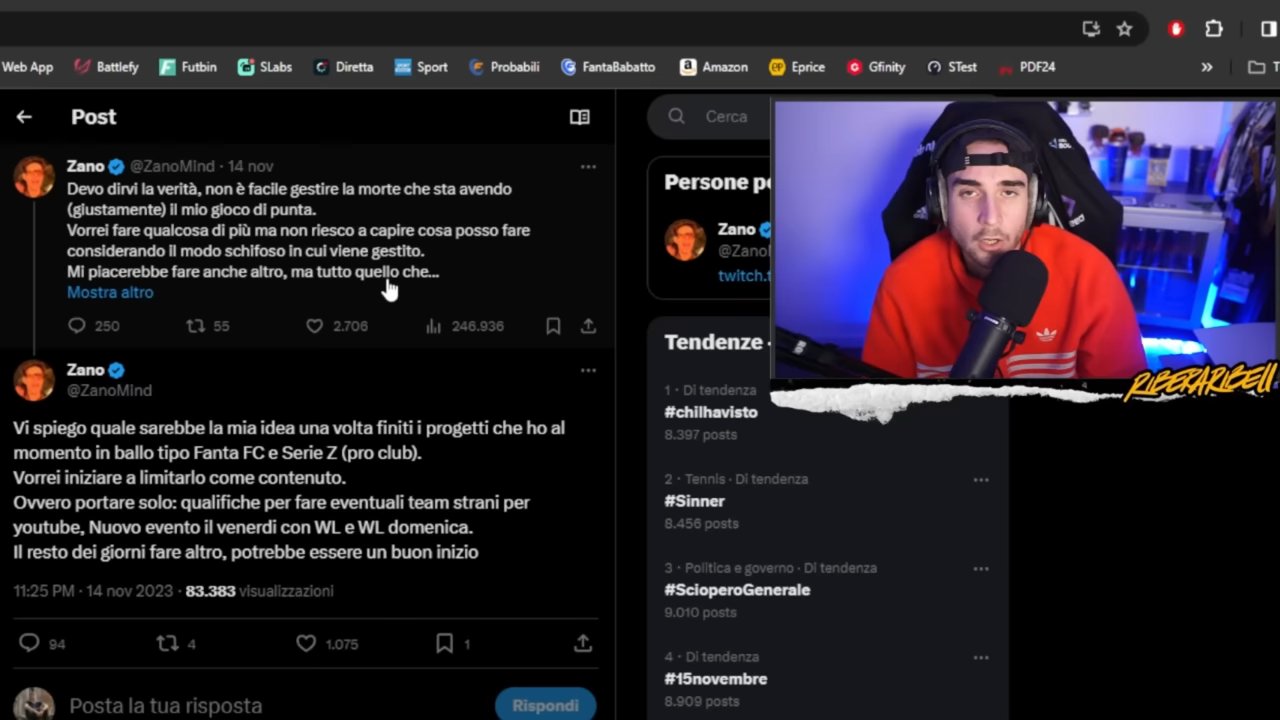 Web App
Battlefy
Futbin
SLabs
Diretta
Sport
Probabili
FantaBabatto
Amazon
Eprice
Gfinity
STest
PDF24
Post
Zano @ZanoMInd · 14 nov
Devo dirvi la verità, non è facile gestire la morte che sta avendo
(giustamente) il mio gioco di punta.
Vorrei fare qualcosa di più ma non riesco a capire cosa posso fare
considerando il modo schifoso in cui viene gestito.
Mi piacerebbe fare anche altro, ma tutto quello che...
Mostra altro
250
55
2.706
246.936
Zano
@ZanoMInd
Vi spiego quale sarebbe la mia idea una volta finiti i progetti che ho al
momento in ballo tipo Fanta FC e Serie Z (pro club).
Vorrei iniziare a limitarlo come contenuto.
Ovvero portare solo: qualifiche per fare eventuali team strani per
youtube, Nuovo evento il venerdi con WL e WL domenica.
Il resto dei giorni fare altro, potrebbe essere un buon inizio
11:25 PM · 14 nov 2023 · 83.383 visualizzazioni
94
4
1.075
1
Posta la tua risposta
Rispondi
Cerca
Persone
Zano
@Zano
twitch.t
Tendenze
1 · Di tendenza
#chilhavisto
8.397 posts
2 · Tennis · Di tendenza
#Sinner
8.456 posts
3 · Politica e governo · Di tendenza
#ScioperoGenerale
9.010 posts
4 · Di tendenza
#15novembre
8.909 posts
RIBERARIBELL